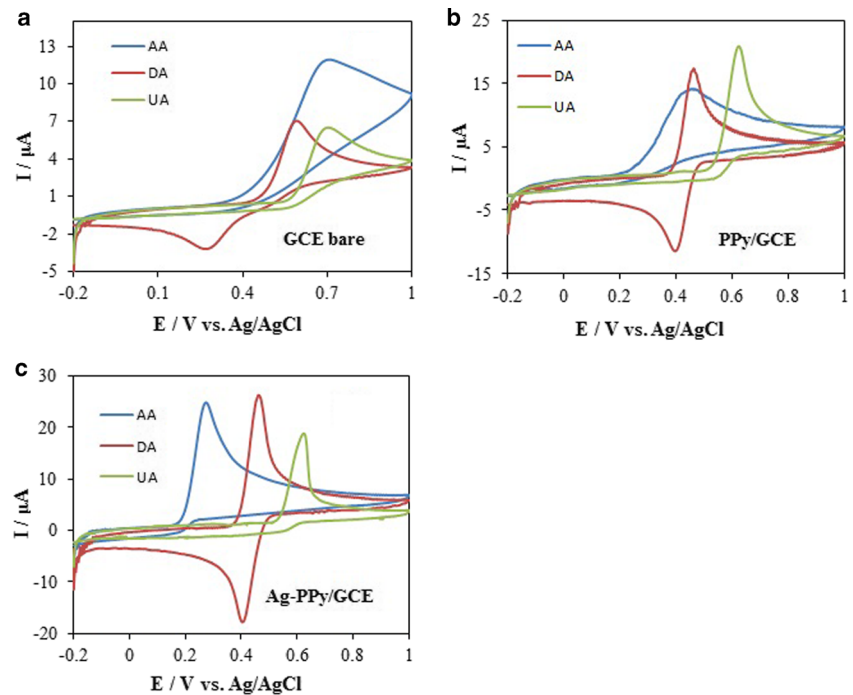 a
I / µA
13
10
7
4
1
-2
-5
AA
DA
UA
GCE bare
-0.2
0.1
0.4
0.7
1
E / V vs. Ag/AgCl
b
I / µA
25
15
5
-5
-15
AA
DA
UA
PPy/GCE
-0.2
0
0.2
0.4
0.6
0.8
1
E / V vs. Ag/AgCl
c
I / µA
30
20
10
0
-10
-20
AA
DA
UA
Ag-PPy/GCE
-0.2
0
0.2
0.4
0.6
0.8
1
E / V vs. Ag/AgCl